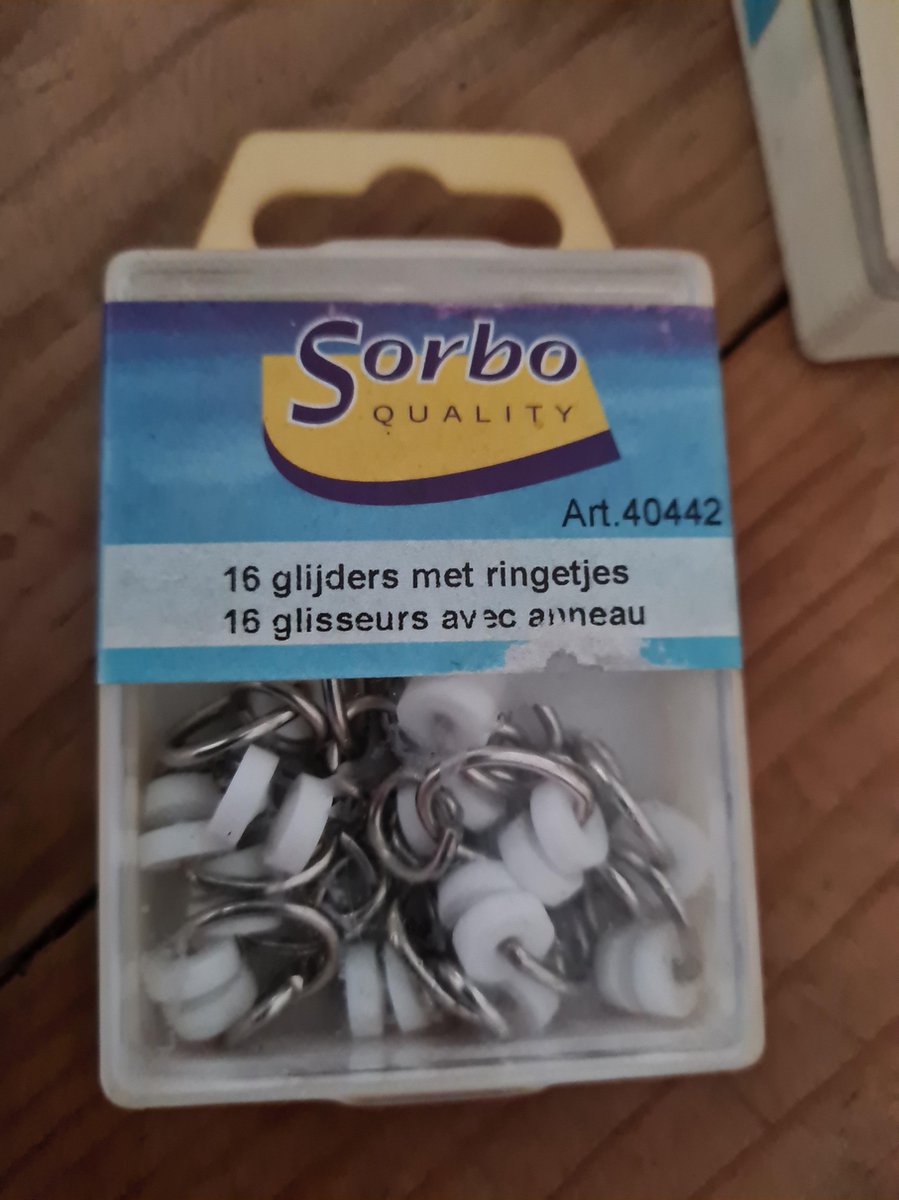 Sorbo
QUALITY
Art.40442
16 glijders met ringetjes
16 glisseurs avec anneau